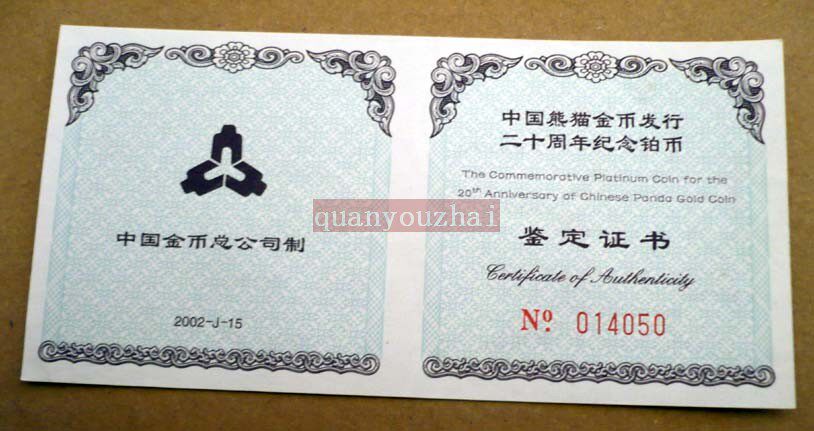 中国金币总公司制
2002-J-15
中国熊猫金币发行
二十周年纪念铂币
The Commemorative Platinum Coin for the
20th Anniversary of Chinese Panda Gold Coin
鉴定证书
Certificate of Authenticity
Nº 014050
quanyouzhai